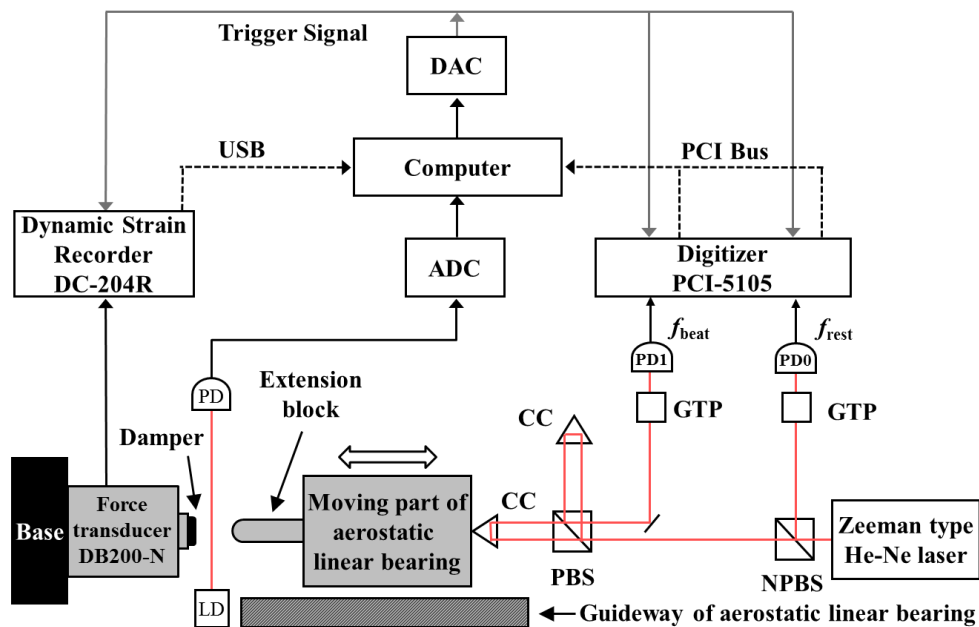 Trigger Signal
DAC
USB
Computer
PCI Bus
Dynamic Strain
Recorder
DC-204R
ADC
Digitizer
PCI-5105
fbeat
frest
PD
Extension
block
PD1
PD0
CC
GTP
GTP
Damper
Base
Force
transducer
DB200-N
Moving part of
aerostatic
linear bearing
CC
PBS
NPBS
Zeeman type
He-Ne laser
LD
Guideway of aerostatic linear bearing